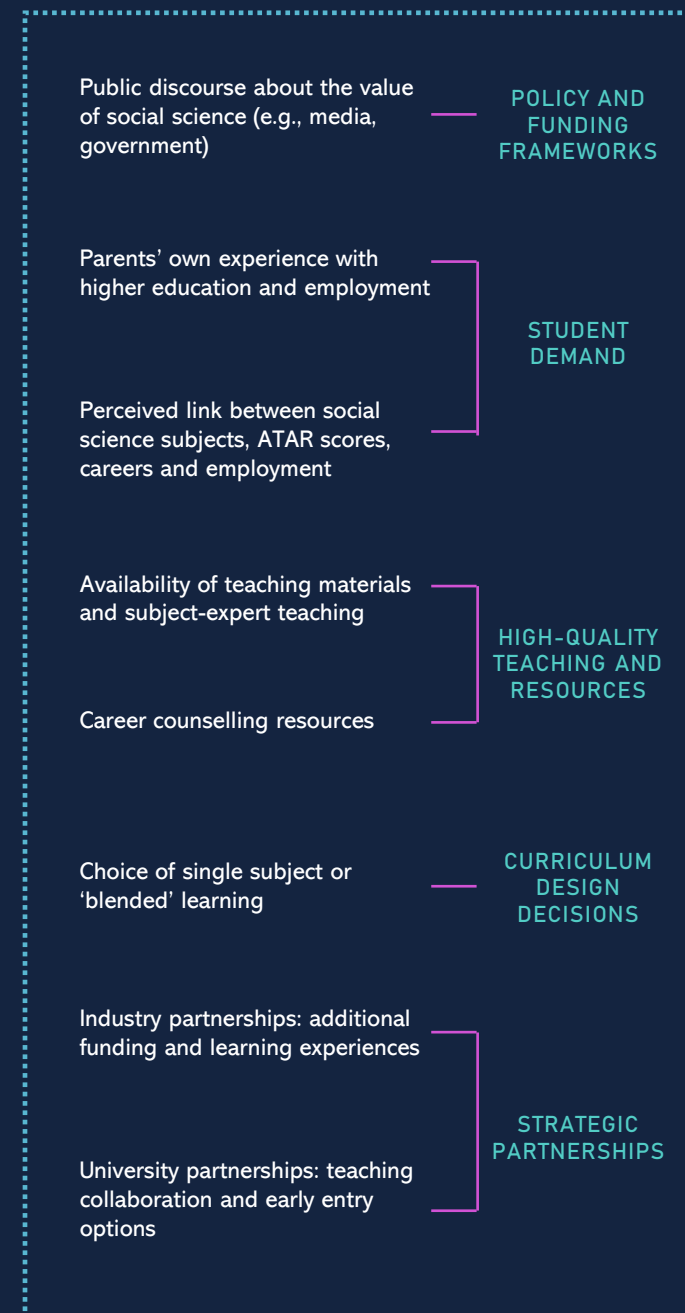 Public discourse about the value
of social science (e.g., media,
government)
POLICY AND
FUNDING
FRAMEWORKS
Parents’ own experience with
higher education and employment
Perceived link between social
science subjects, ATAR scores,
careers and employment
STUDENT
DEMAND
Availability of teaching materials
and subject-expert teaching
Career counselling resources
HIGH-QUALITY
TEACHING AND
RESOURCES
Choice of single subject or
‘blended’ learning
CURRICULUM
DESIGN
DECISIONS
Industry partnerships: additional
funding and learning experiences
University partnerships: teaching
collaboration and early entry
options
STRATEGIC
PARTNERSHIPS